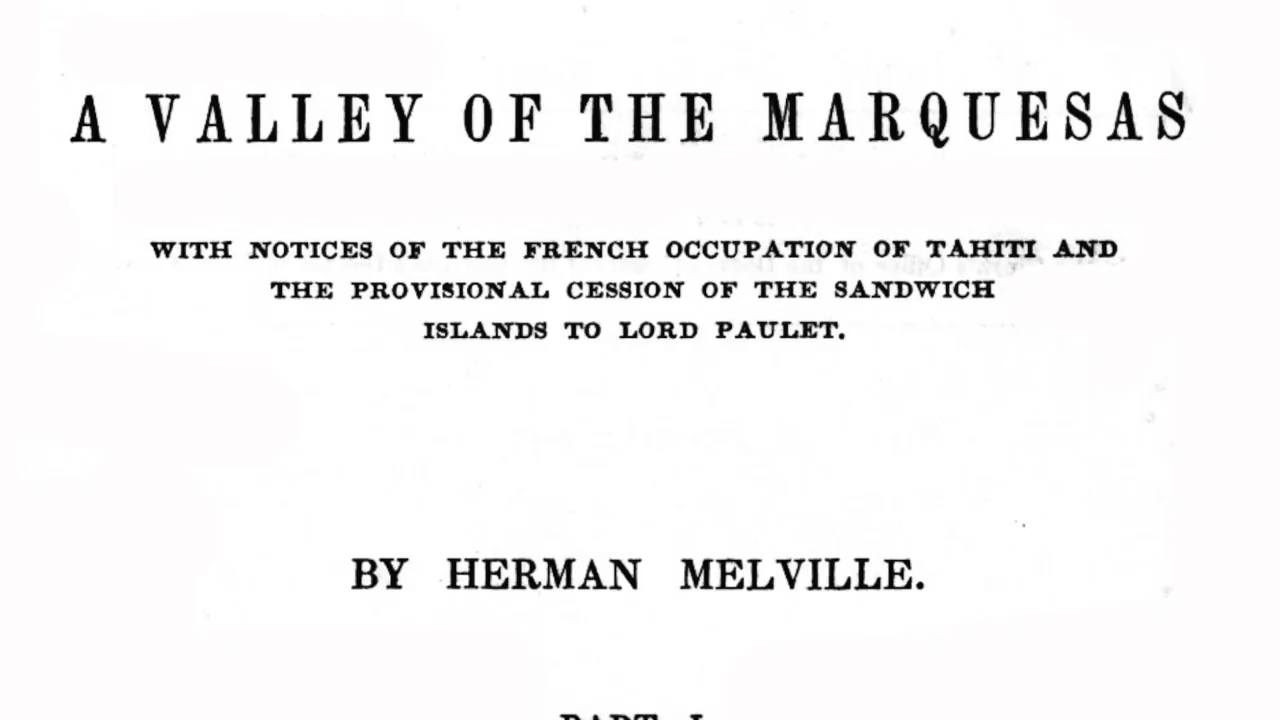 A VALLEY OF THE MARQUESAS
WITH NOTICES OF THE FRENCH OCCUPATION OF TAHITI AND
THE PROVISIONAL CESSION OF THE SANDWICH
ISLANDS TO LORD PAULET.
BY HERMAN MELVILLE.
PART I.